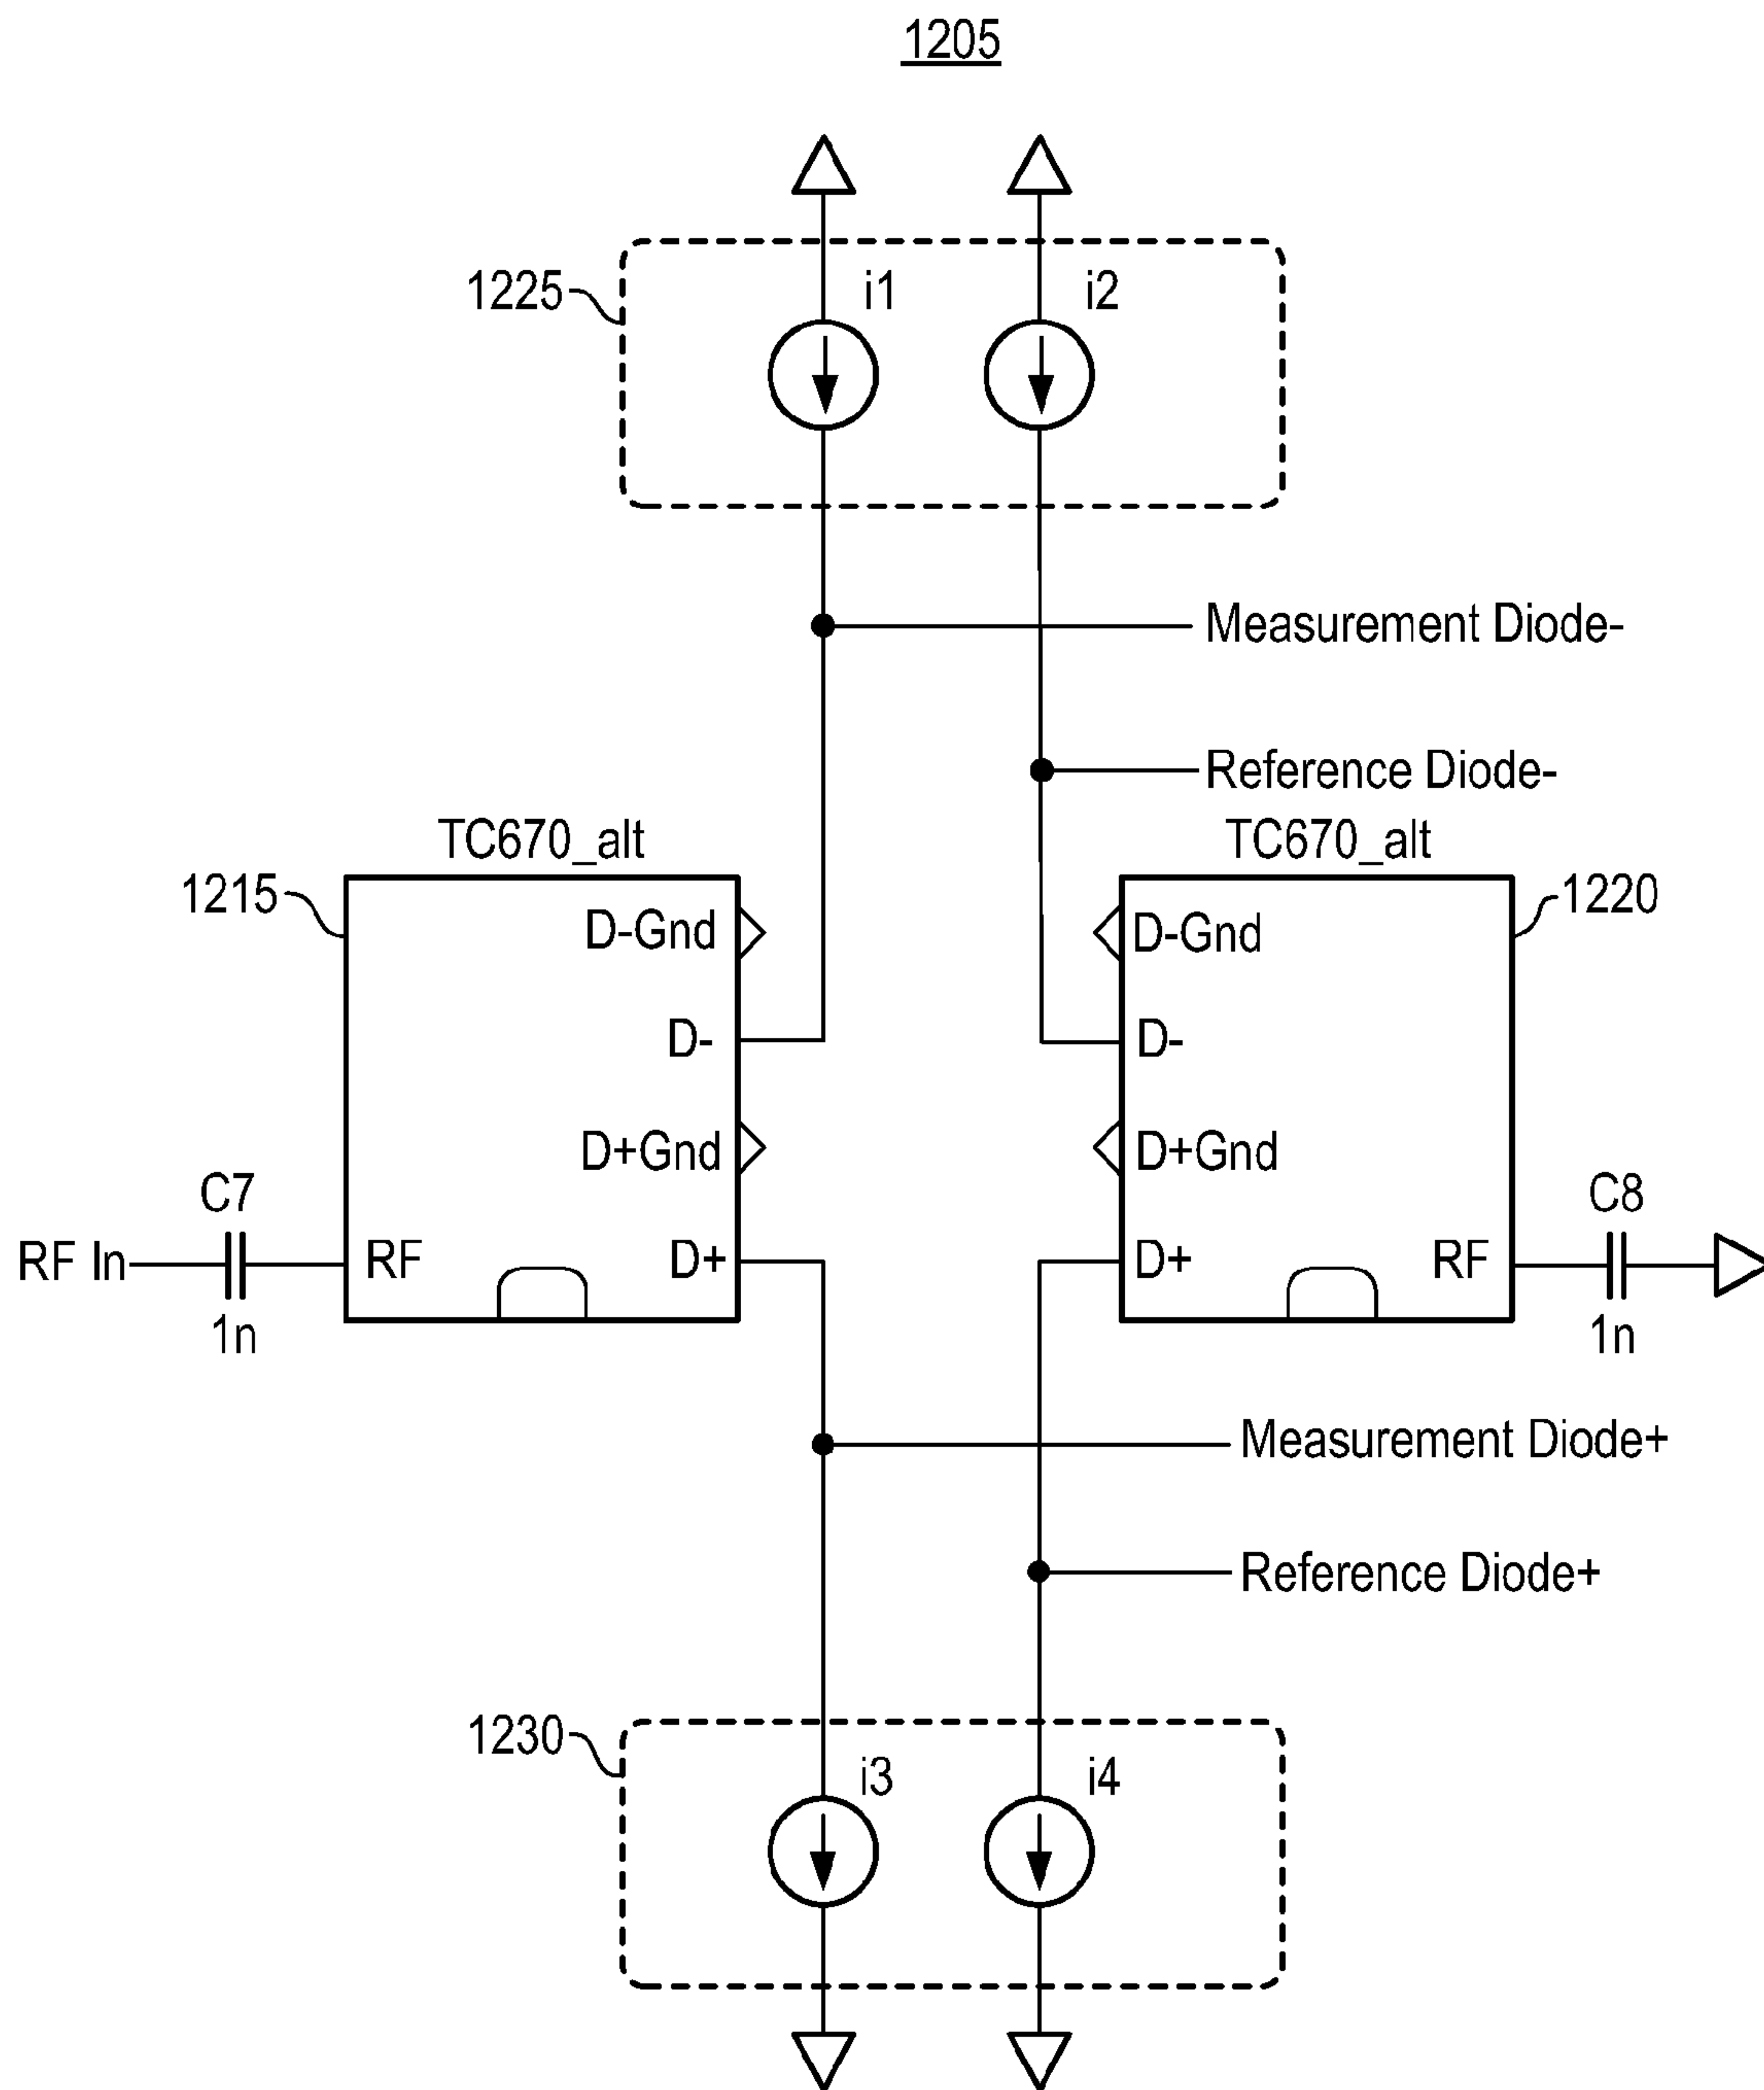 1205
1225
i1
i2
Measurement Diode-
Reference Diode-
TC670_alt
TC670_alt
1215
1220
D-Gnd
D-Gnd
D-
D-
D+Gnd
D+Gnd
C7
C8
RF In
RF
D+
D+
RF
1n
1n
Measurement Diode+
Reference Diode+
1230
i3
i4